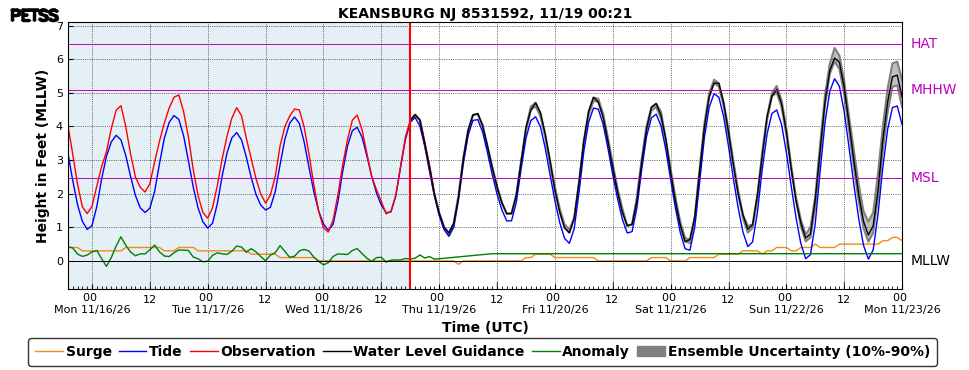 PETSS
KEANSBURG NJ 8531592, 11/19 00:21
Height in Feet (MLLW)
7
6
5
4
3
2
1
0
HAT
MHHW
MSL
MLLW
00 12 00 12 00 12 00 12 00 12 00 12 00 12 00
Mon 11/16/26 Tue 11/17/26 Wed 11/18/26 Thu 11/19/26 Fri 11/20/26 Sat 11/21/26 Sun 11/22/26 Mon 11/23/26
Time (UTC)
Surge Tide Observation Water Level Guidance Anomaly Ensemble Uncertainty (10%-90%)